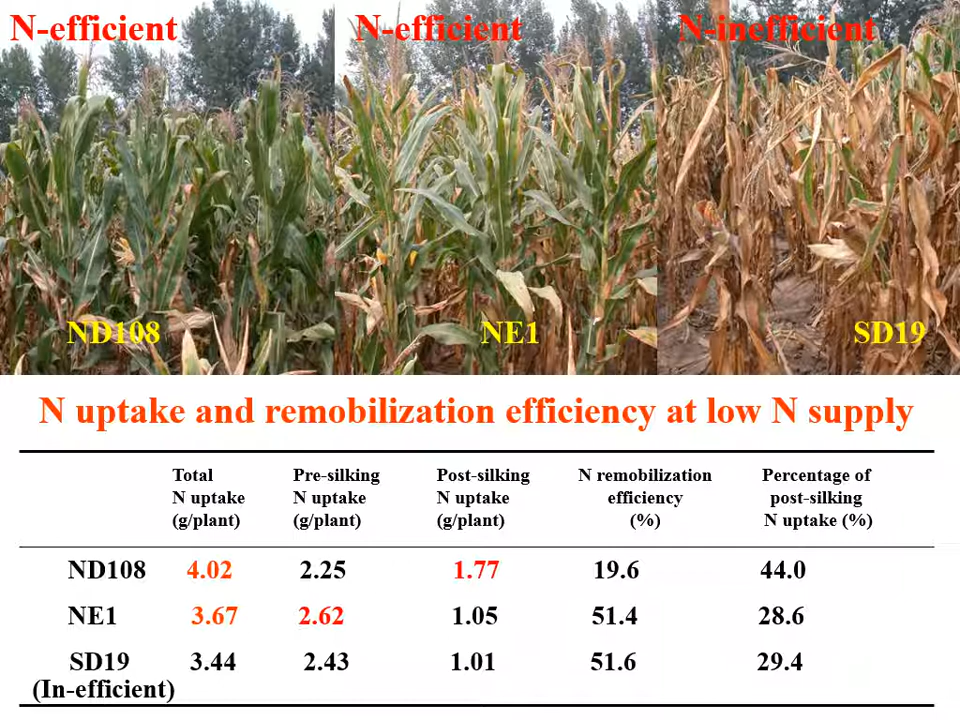 N-efficient N-efficient N-inefficient
ND108 NE1 SD19
N uptake and remobilization efficiency at low N supply
Total Pre-silking Post-silking N remobilization Percentage of
N uptake N uptake N uptake efficiency post-silking
(g/plant) (g/plant) (g/plant) (%) N uptake (%)
ND108 4.02 2.25 1.77 19.6 44.0
NE1 3.67 2.62 1.05 51.4 28.6
SD19 3.44 2.43 1.01 51.6 29.4
(In-efficient)